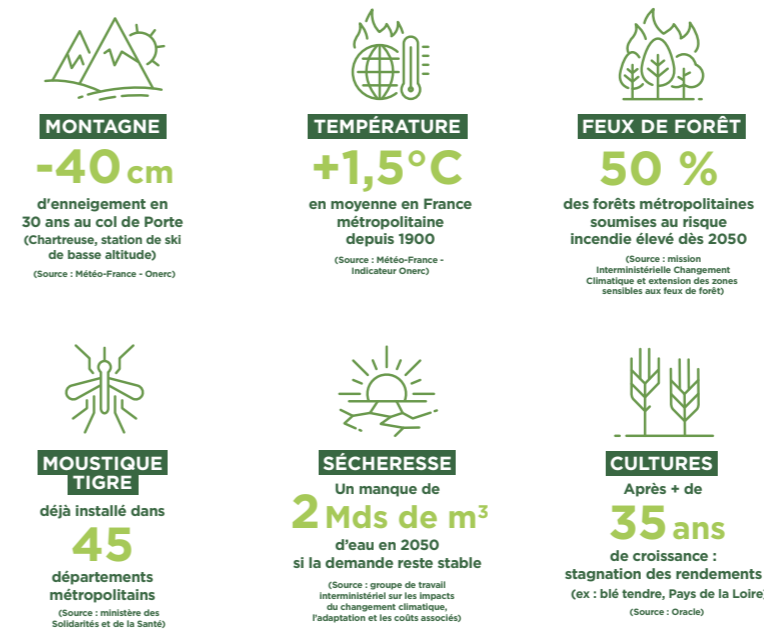 MONTAGNE
-40 cm
d'enneigement en
30 ans au col de Porte
(Chartreuse, station de ski
de basse altitude)
(Source : Météo-France - Onerc)
TEMPÉRATURE
+1,5°C
en moyenne en France
métropolitaine
depuis 1900
(Source : Météo-France -
Indicateur Onerc)
FEUX DE FORÊT
50 %
des forêts métropolitaines
soumises au risque
incendie élevé dès 2050
(Source : mission
Interministérielle Changement
Climatique et extension des zones
sensibles aux feux de forêt)
MOUSTIQUE
TIGRE
déjà installé dans
45
départements
métropolitains
(Source : ministère des
Solidarités et de la Santé)
SÉCHERESSE
Un manque de
2 Mds de m³
d’eau en 2050
si la demande reste stable
(Source : groupe de travail
interministériel sur les impacts
du changement climatique,
l’adaptation et les coûts associés)
CULTURES
Après + de
35 ans
de croissance :
stagnation des rendements
(ex : blé tendre, Pays de la Loire)
(Source : Oracle)